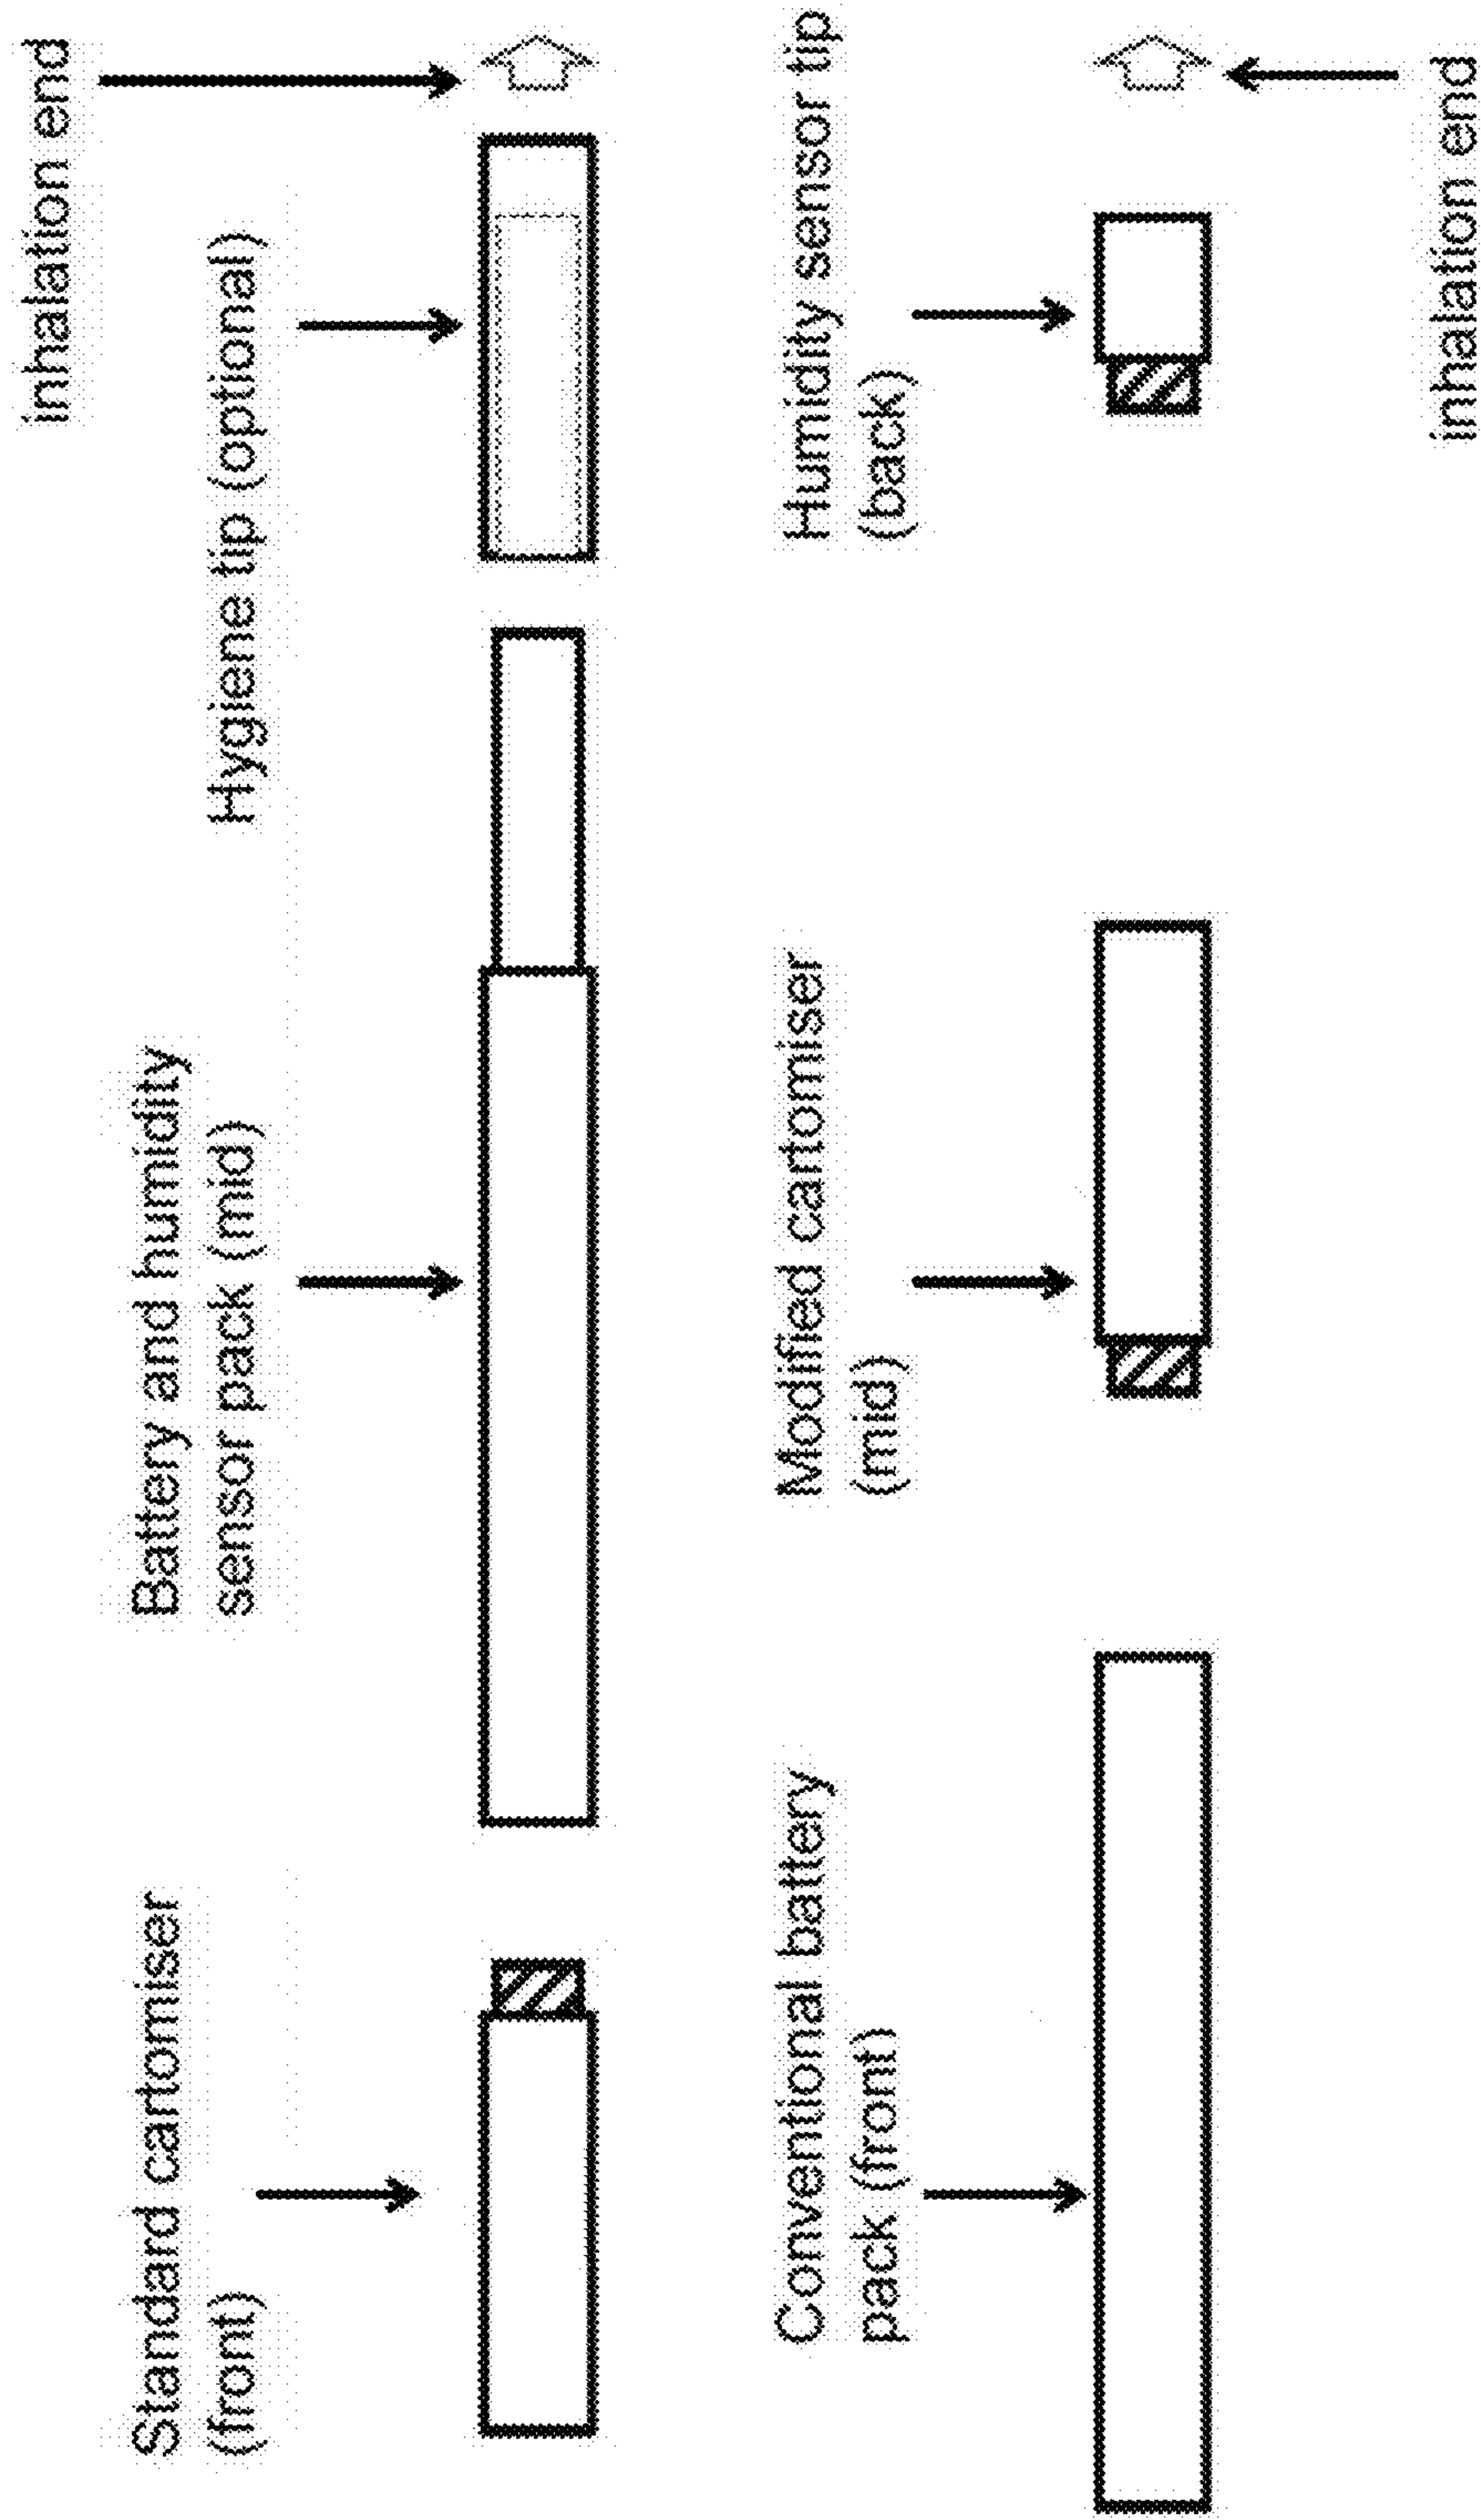 Standard cartomiser
(front)
Battery and humidity
sensor pack (mid)
Hygiene tip (optional)
inhalation end
Conventional battery
pack (front)
Modified cartomiser
(mid)
Humidity sensor tip
(back)
inhalation end